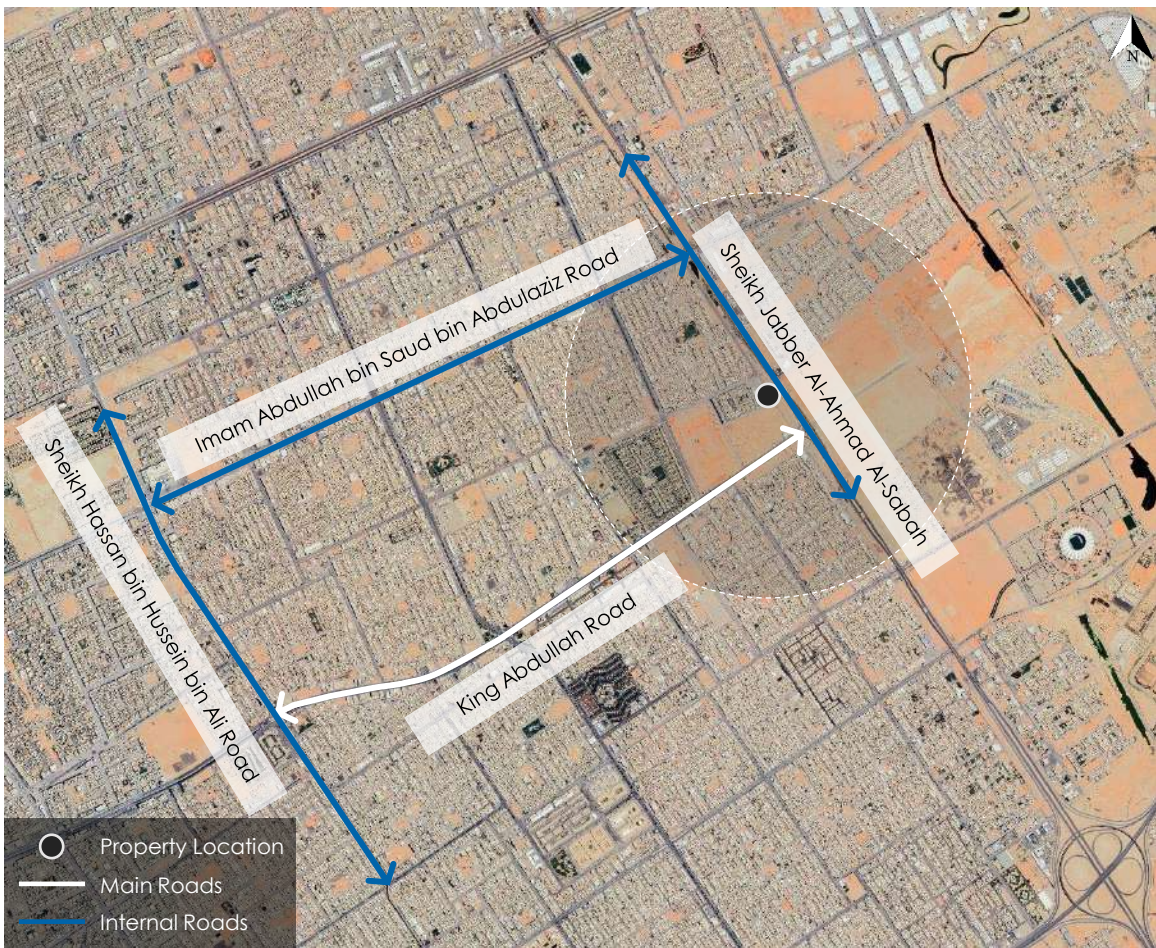 N
Imam Abdullah bin Saud bin Abdulaziz Road
Sheikh Jabber Al-Ahmad Al-Sabah
Sheikh Hassan bin Hussein bin Ali Road
King Abdullah Road
Property Location
Main Roads
Internal Roads